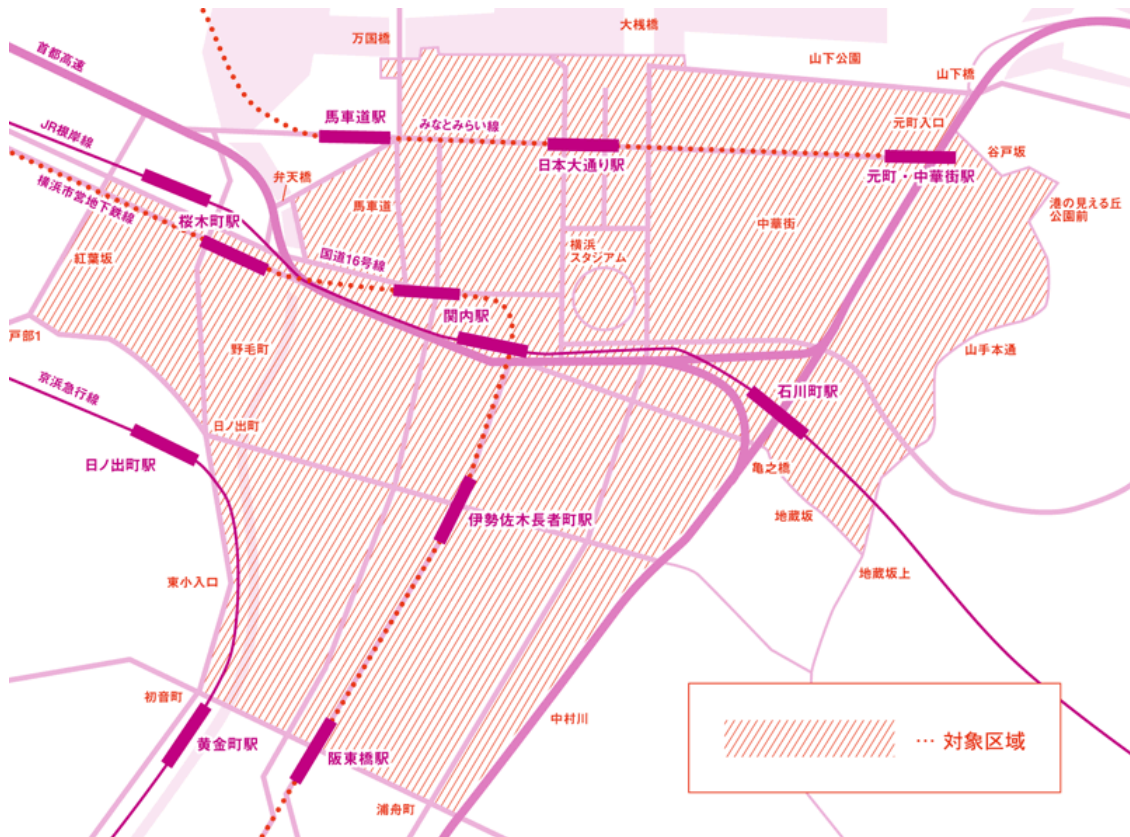 万国橋
大桟橋
首都高速
山下公園
山下橋
馬車道駅
みなとみらい線
元町入口
JR根岸線
日本大通り駅
谷戸坂
元町・中華街駅
弁天橋
横浜市営地下鉄線
馬車道
港の見える丘
公園前
桜木町駅
中華街
国道16号線
横浜
スタジアム
紅葉坂
関内駅
戸部1
野毛町
山手本通
京浜急行線
石川町駅
日ノ出町
日ノ出町駅
亀之橋
伊勢佐木長者町駅
地蔵坂
地蔵坂上
東小入口
初音町
中村川
黄金町駅
阪東橋駅
浦舟町
… 対象区域